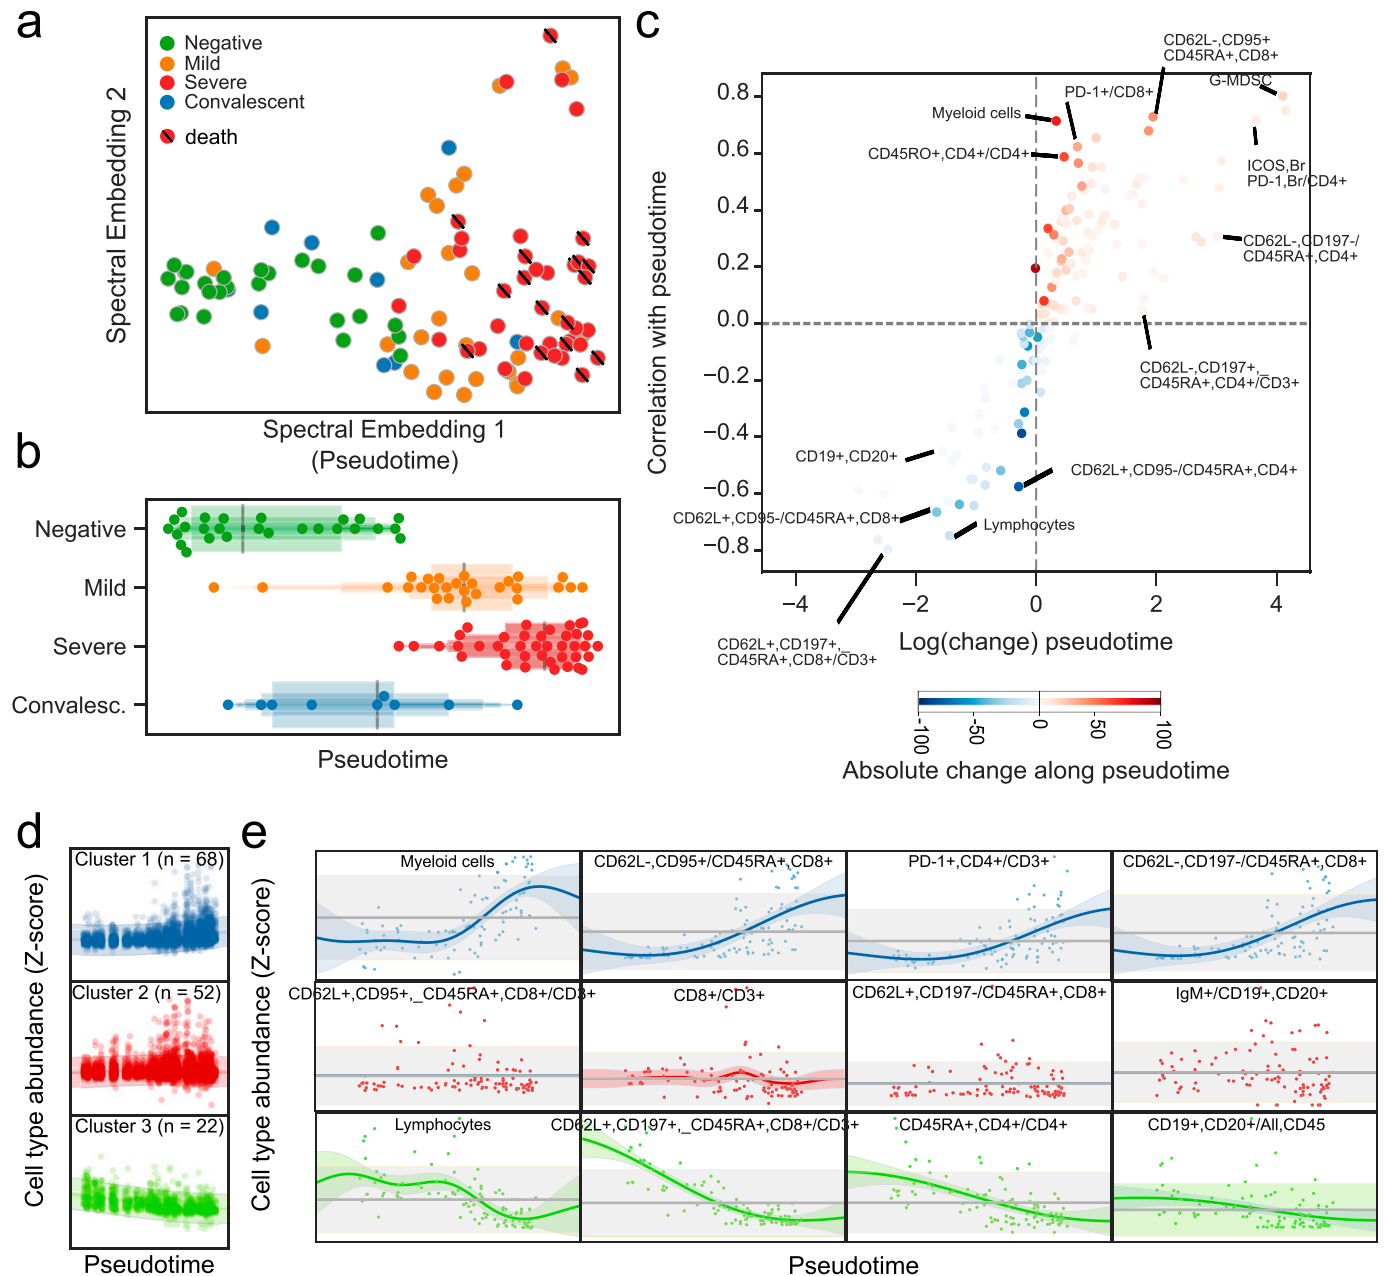 a
Negative
Mild
Severe
Convalescent
death
Spectral Embedding 2
Spectral Embedding 1
(Pseudotime)
b
Negative
Mild
Severe
Convalesc.
Pseudotime
c
CD62L-,CD95+
CD45RA+,CD8+
G-MDSC
PD-1+/CD8+
Myeloid cells
CD45RO+,CD4+/CD4+
ICOS,Br
PD-1,Br/CD4+
CD62L-,CD197-/
CD45RA+,CD4+
CD62L-,CD197+,_
CD45RA+,CD4+/CD3+
CD19+,CD20+
CD62L+,CD95-/CD45RA+,CD4+
CD62L+,CD95-/CD45RA+,CD8+
Lymphocytes
CD62L+,CD197+,_
CD45RA+,CD8+/CD3+
Correlation with pseudotime
0.8
0.6
0.4
0.2
0.0
−0.2
−0.4
−0.6
−0.8
−4
−2
0
2
4
Log(change) pseudotime
-100
-50
0
50
100
Absolute change along pseudotime
d
Cell type abundance (Z-score)
Cluster 1 (n = 68)
Cluster 2 (n = 52)
Cluster 3 (n = 22)
Pseudotime
e
Cell type abundance (Z-score)
Myeloid cells
CD62L-,CD95+/CD45RA+,CD8+
PD-1+,CD4+/CD3+
CD62L-,CD197-/CD45RA+,CD8+
CD62L+,CD95+,_CD45RA+,CD8+/CD3+
CD8+/CD3+
CD62L+,CD197-/CD45RA+,CD8+
IgM+/CD19+,CD20+
Lymphocytes
CD62L+,CD197+,_CD45RA+,CD8+/CD3+
CD45RA+,CD4+/CD4+
CD19+,CD20+/All,CD45
Pseudotime